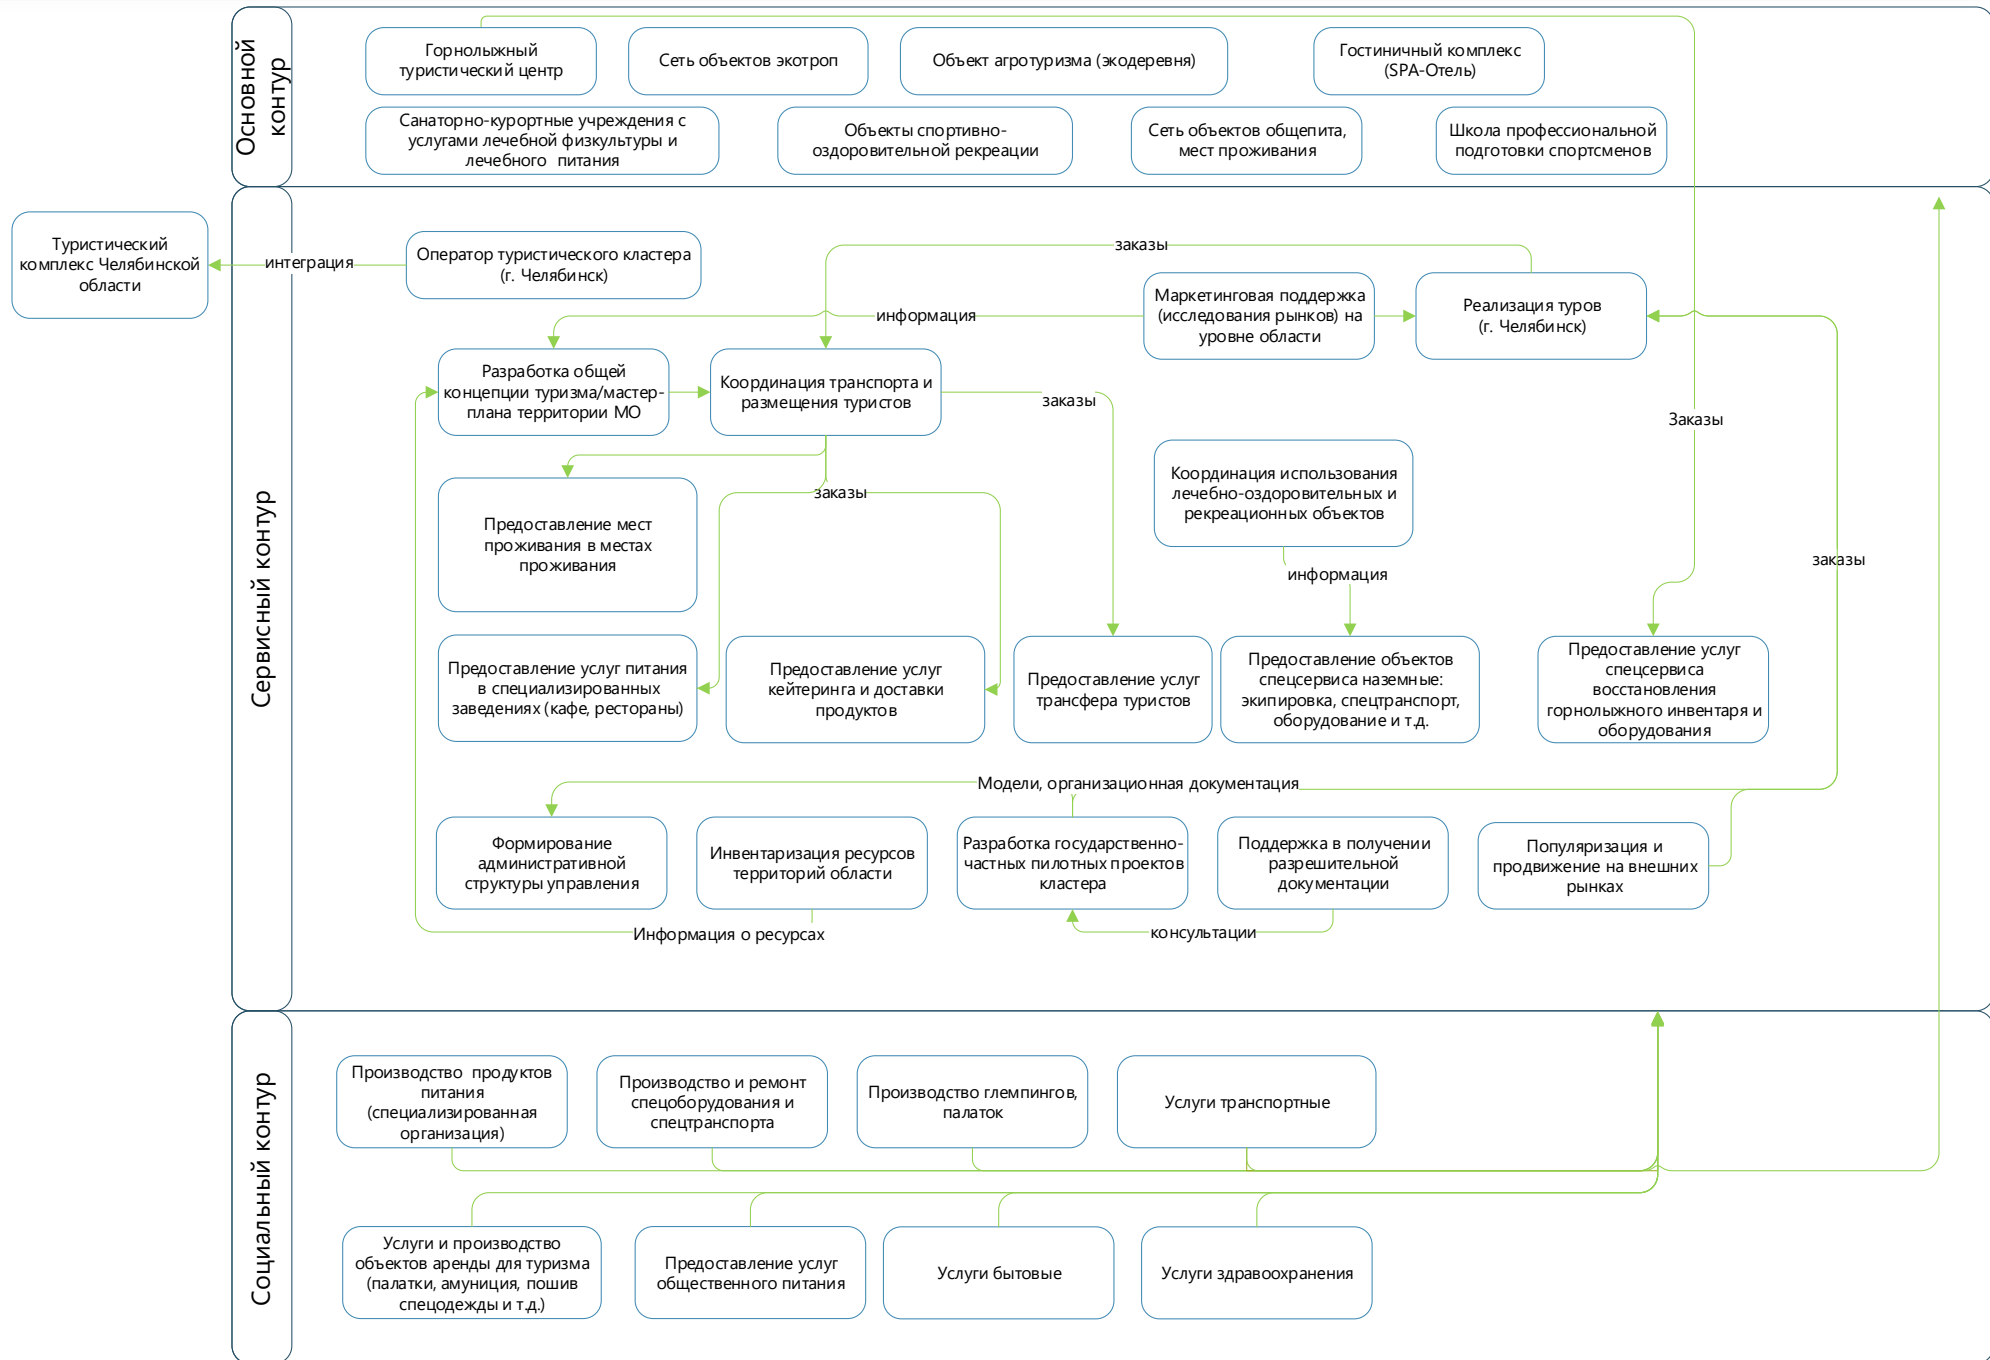 Основной
контур
Горнолыжный
туристический центр
Сеть объектов экотроп
Объект агротуризма (экодеревня)
Гостиничный комплекс
(SPA-Отель)
Санаторно-курортные учреждения с
услугами лечебной физкультуры и
лечебного питания
Объекты спортивно-
оздоровительной рекреации
Сеть объектов общепита,
мест проживания
Школа профессиональной
подготовки спортсменов
Сервисный контур
Туристический
комплекс Челябинской
области
интеграция
Оператор туристического кластера
(г. Челябинск)
заказы
Маркетинговая поддержка
(исследования рынков) на
уровне области
Реализация туров
(г. Челябинск)
информация
Разработка общей
концепции туризма/мастер-
плана территории МО
Координация транспорта и
размещения туристов
заказы
Заказы
Координация использования
лечебно-оздоровительных и
рекреационных объектов
заказы
Предоставление мест
проживания в местах
проживания
информация
заказы
Предоставление услуг питания
в специализированных
заведениях (кафе, рестораны)
Предоставление услуг
кейтеринга и доставки
продуктов
Предоставление услуг
трансфера туристов
Предоставление объектов
спецсервиса наземные:
экипировка, спецтранспорт,
оборудование и т.д.
Предоставление услуг
спецсервиса
восстановления
горнолыжного инвентаря и
оборудования
Модели, организационная документация
Формирование
административной
структуры управления
Инвентаризация ресурсов
территорий области
Разработка государственно-
частных пилотных проектов
кластера
Поддержка в получении
разрешительной
документации
Популяризация и
продвижение на внешних
рынках
Информация о ресурсах
консультации
Социальный контур
Производство продуктов
питания
(специализированная
организация)
Производство и ремонт
спецоборудования и
спецтранспорта
Производство глемпингов,
палаток
Услуги транспортные
Услуги и производство
объектов аренды для туризма
(палатки, амуниция, пошив
спецодежды и т.д.)
Предоставление услуг
общественного питания
Услуги бытовые
Услуги здравоохранения